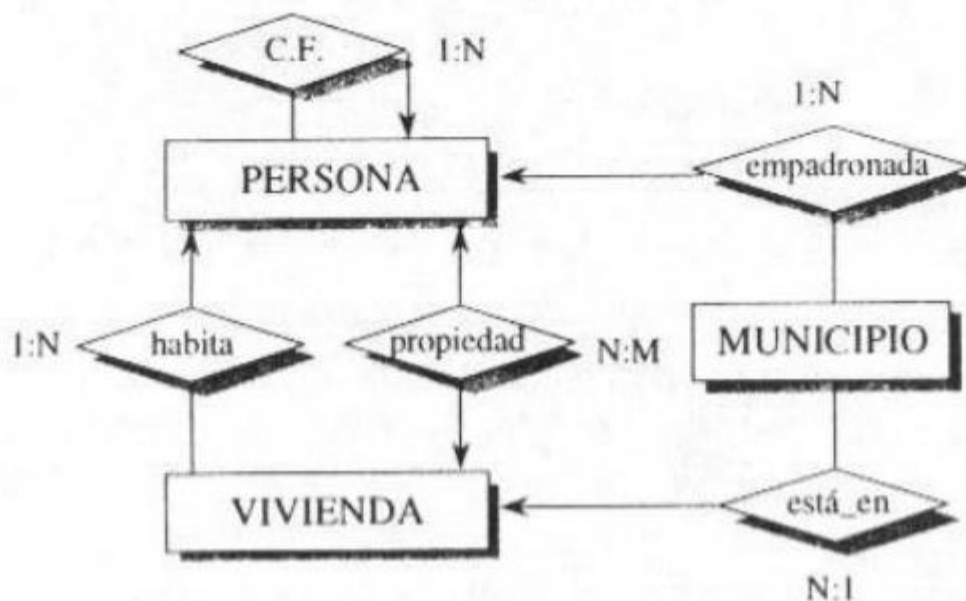 C.F.
1:N
1:N
PERSONA
empadronada
1:N
habita
propiedad
N:M
MUNICIPIO
VIVIENDA
está_en
N:1